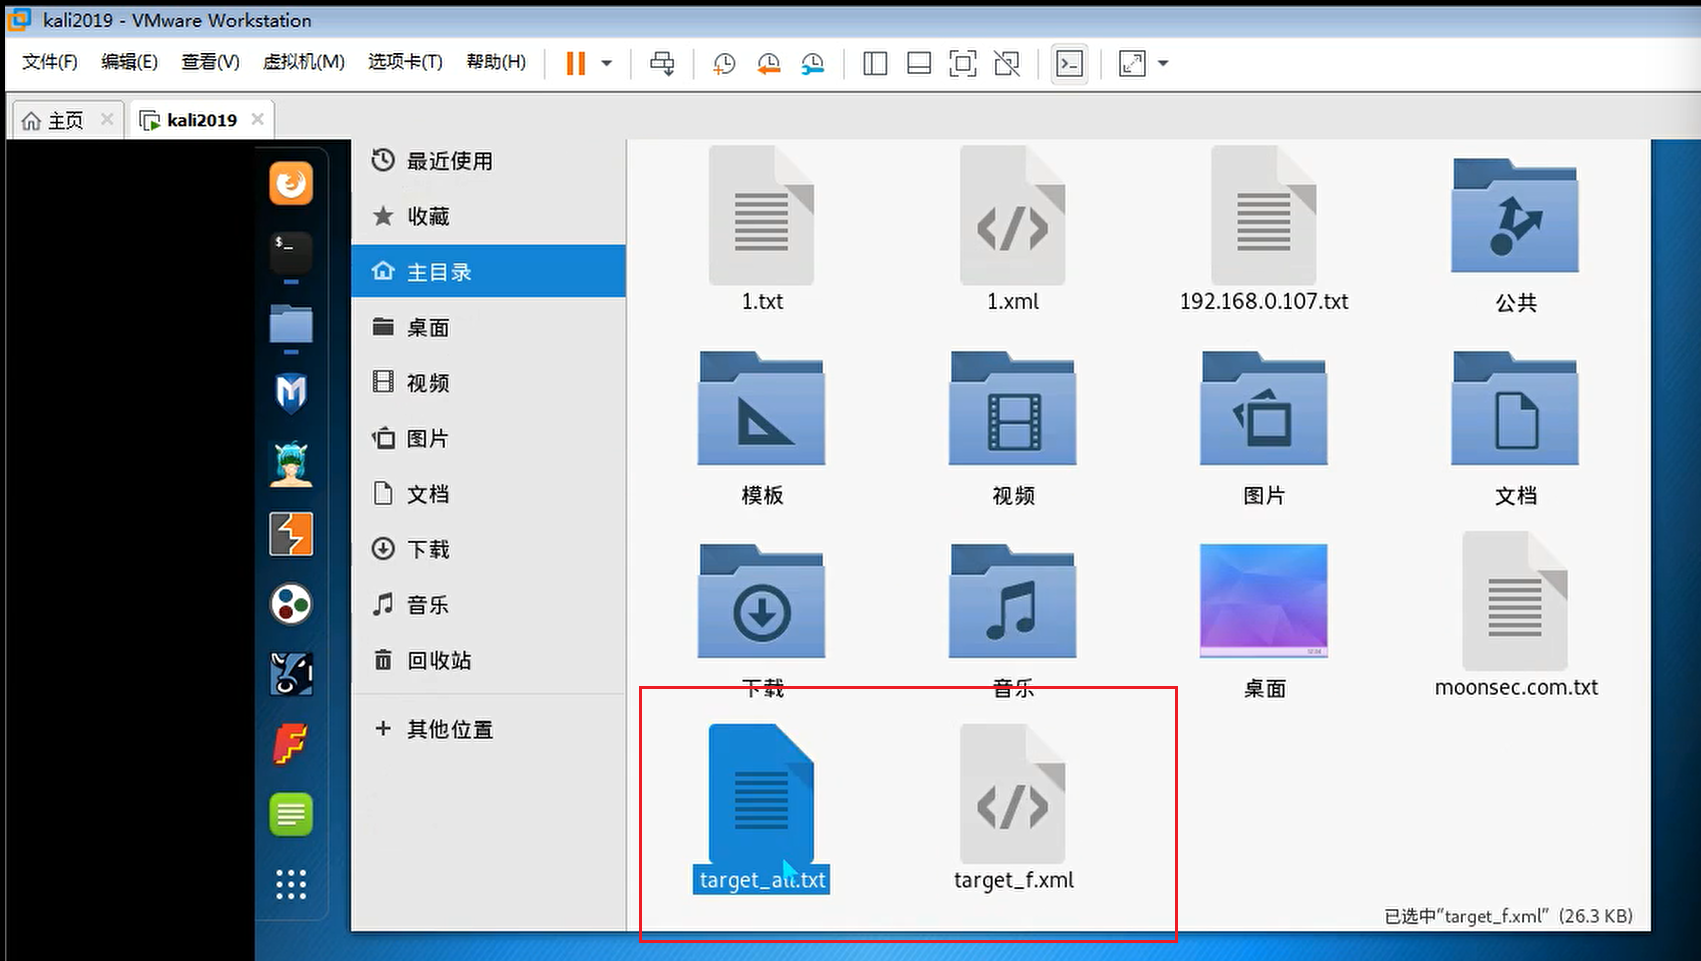 kali2019 - VMware Workstation
文件(F) 编辑(E) 查看(V) 虚拟机(M) 选项卡(T) 帮助(H)
主页 kali2019
最近使用
收藏
主目录
桌面
视频
图片
文档
下载
音乐
回收站
其他位置
1.txt 1.xml 192.168.0.107.txt 公共
模板 视频 图片 文档
下载 音乐 桌面 moonsec.com.txt
target_all.txt target_f.xml
已选中"target_f.xml" (26.3 KB)